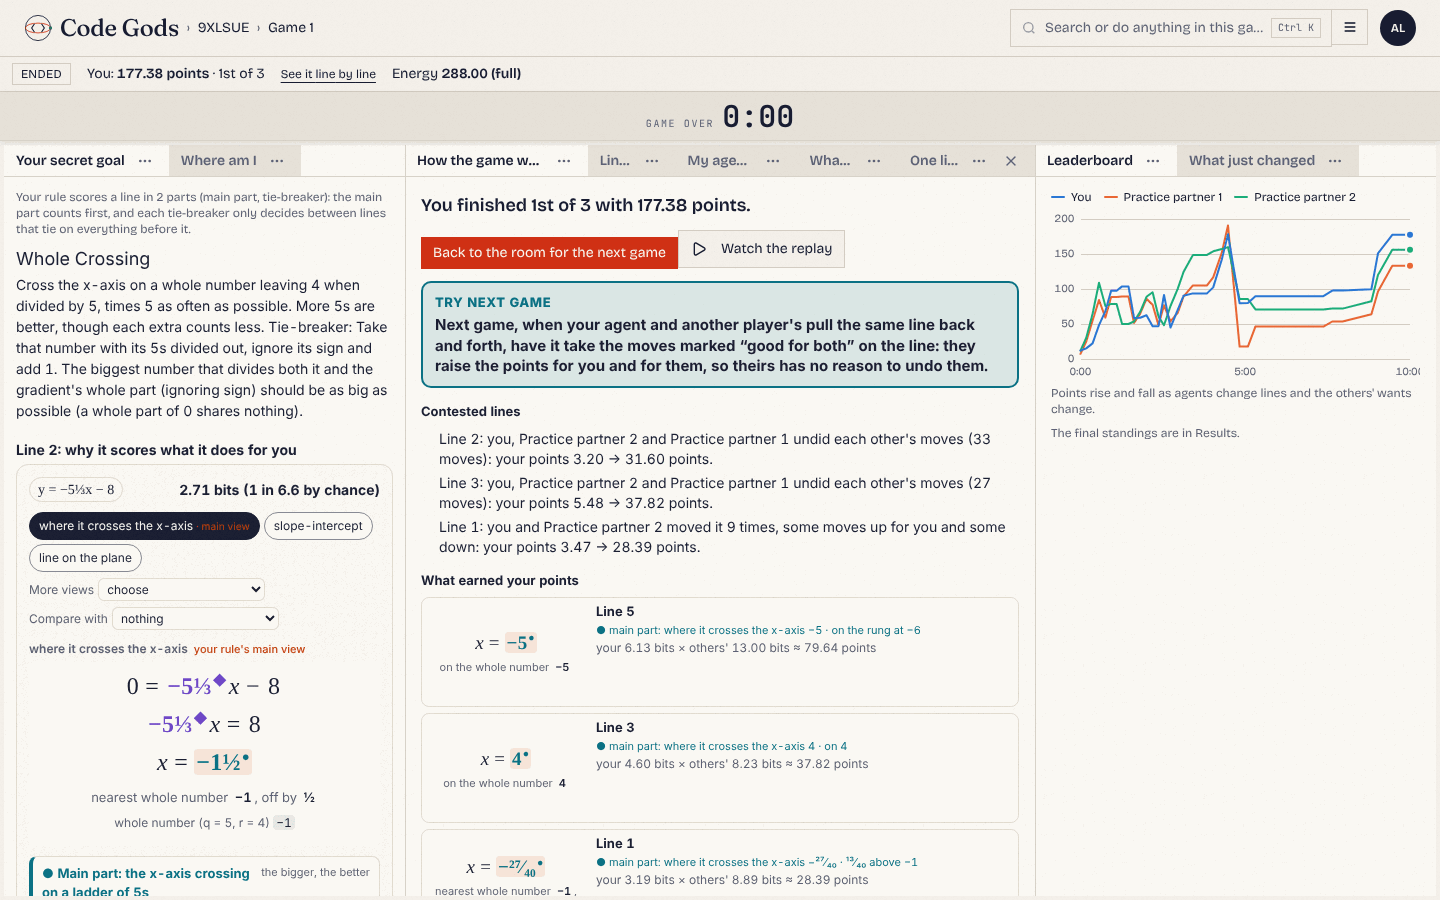 Code Gods › 9XLSUE › Game 1
Search or do anything in this ga... Ctrl K
AL
ENDED You: 177.38 points · 1st of 3 See it line by line Energy 288.00 (full)
GAME OVER 0:00
Your secret goal ··· Where am I ···
Your rule scores a line in 2 parts (main part, tie-breaker): the main
part counts first, and each tie-breaker only decides between lines
that tie on everything before it.
Whole Crossing
Cross the x-axis on a whole number leaving 4 when
divided by 5, times 5 as often as possible. More 5s are
better, though each extra counts less. Tie-breaker: Take
that number with its 5s divided out, ignore its sign and
add 1. The biggest number that divides both it and the
gradient's whole part (ignoring sign) should be as big as
possible (a whole part of 0 shares nothing).
Line 2: why it scores what it does for you
y = −5⅓x − 8 2.71 bits (1 in 6.6 by chance)
where it crosses the x-axis · main view slope-intercept
line on the plane
More views choose
Compare with nothing
where it crosses the x-axis your rule's main view
0 = −5⅓◆x − 8
−5⅓◆x = 8
x = −1½•
nearest whole number −1 , off by ½
whole number (q = 5, r = 4) −1
● Main part: the x-axis crossing the bigger, the better
on a ladder of 5s
How the game w... ··· Lin... ··· My age... ··· Wha... ··· One li... ··· ×
You finished 1st of 3 with 177.38 points.
Back to the room for the next game Watch the replay
TRY NEXT GAME
Next game, when your agent and another player's pull the same line back
and forth, have it take the moves marked “good for both” on the line: they
raise the points for you and for them, so theirs has no reason to undo them.
Contested lines
Line 2: you, Practice partner 2 and Practice partner 1 undid each other's moves (33
moves): your points 3.20 → 31.60 points.
Line 3: you, Practice partner 2 and Practice partner 1 undid each other's moves (27
moves): your points 5.48 → 37.82 points.
Line 1: you and Practice partner 2 moved it 9 times, some moves up for you and some
down: your points 3.47 → 28.39 points.
What earned your points
Line 5
x = −5•
● main part: where it crosses the x-axis −5 · on the rung at −6
your 6.13 bits × others' 13.00 bits ≈ 79.64 points
on the whole number −5
Line 3
x = 4•
● main part: where it crosses the x-axis 4 · on 4
your 4.60 bits × others' 8.23 bits ≈ 37.82 points
on the whole number 4
Line 1
x = −²⁷⁄₄₀•
● main part: where it crosses the x-axis −²⁷⁄₄₀ · ¹³⁄₄₀ above −1
your 3.19 bits × others' 8.89 bits ≈ 28.39 points
nearest whole number −1 ,
Leaderboard ··· What just changed ···
You Practice partner 1 Practice partner 2
200
150
100
50
0
0:00 5:00 10:00
Points rise and fall as agents change lines and the others' wants
change.
The final standings are in Results.